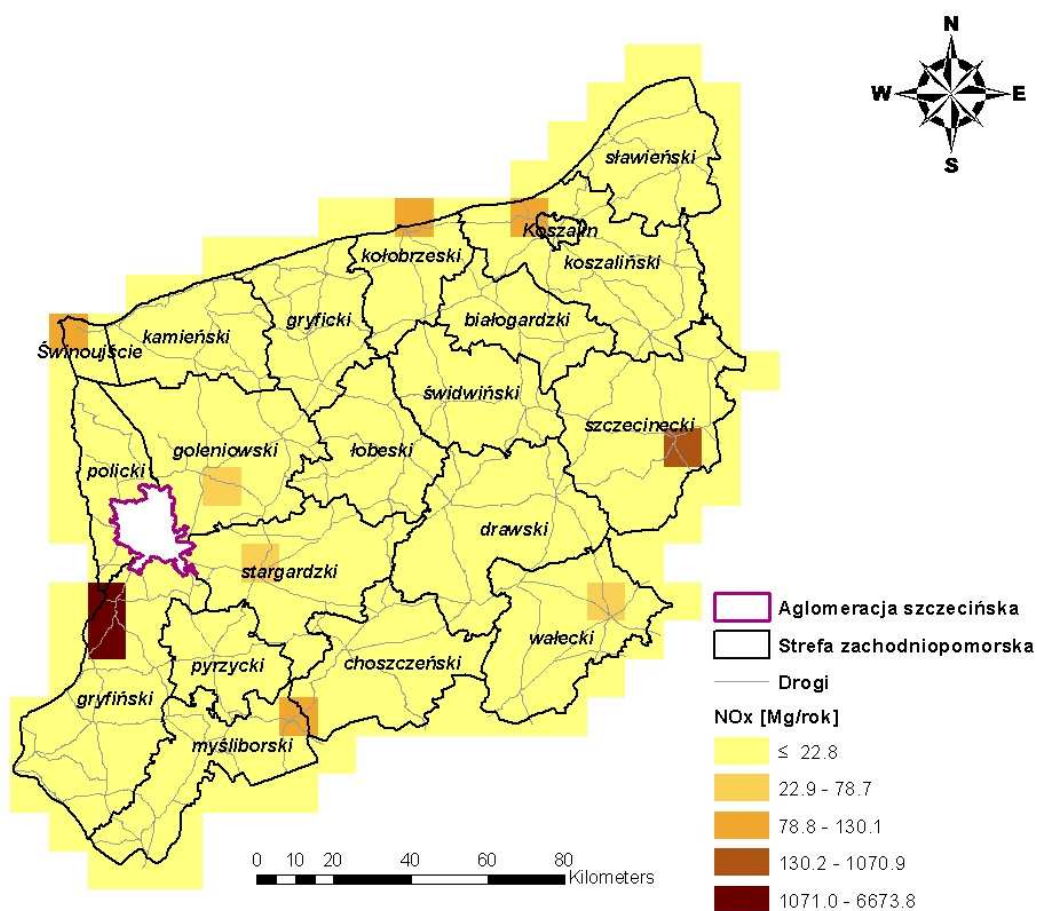 N
W E
S
sławieński
Koszalin
kołobrzeski
koszaliński
gryficki
białogardzki
kamieński
Świnoujście
świdwiński
szczecinecki
goleniowski
łobeski
policki
drawski
stargardzki
wałecki
choszczeński
pyrzycki
gryfiński
myśliborski
Aglomeracja szczecińska
Strefa zachodniopomorska
Drogi
NOx [Mg/rok]
≤ 22.8
22.9 - 78.7
78.8 - 130.1
130.2 - 1070.9
1071.0 - 6673.8
0 10 20 40 60 80
Kilometers